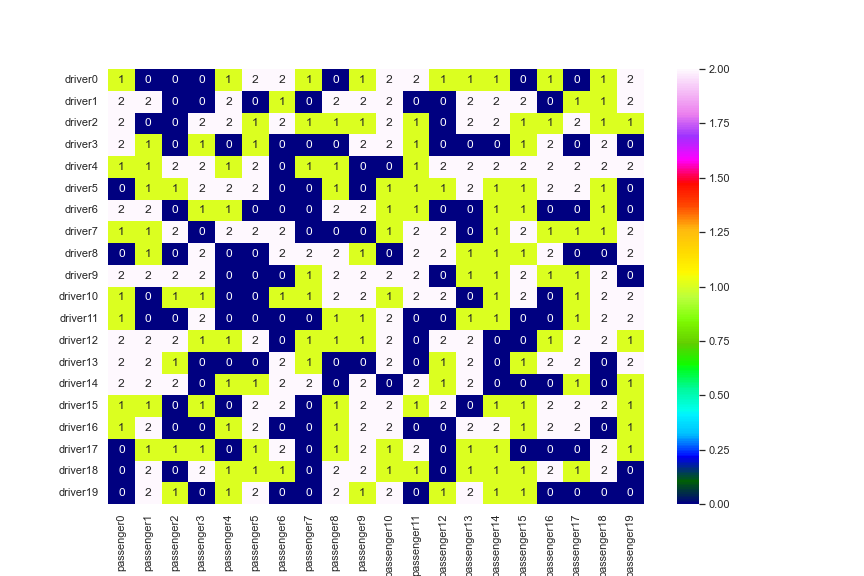 driver0 1 0 0 0 1 2 2 1 0 1 2 2 1 1 1 0 1 0 1 2
driver1 2 2 0 0 2 0 1 0 2 2 2 0 0 2 2 2 0 1 1 2
driver2 2 0 0 2 2 1 2 1 1 1 2 1 0 2 2 1 1 2 1 1
driver3 2 1 0 1 0 1 0 0 0 2 2 1 0 0 0 1 2 0 2 0
driver4 1 1 2 2 1 2 0 1 1 0 0 1 2 2 2 2 2 2 2 2
driver5 0 1 1 2 2 2 0 0 1 0 1 1 1 2 1 1 2 2 1 0
driver6 2 2 0 1 1 0 0 0 2 2 1 1 0 0 1 1 0 0 1 0
driver7 1 1 2 0 2 2 2 0 0 0 1 2 2 0 1 2 1 1 1 2
driver8 0 1 0 2 0 0 2 2 2 1 0 2 2 1 1 1 2 0 0 2
driver9 2 2 2 2 0 0 0 1 2 2 2 2 0 1 1 2 1 1 2 0
driver10 1 0 1 1 0 0 1 1 2 2 1 2 2 0 1 2 0 1 2 2
driver11 1 0 0 2 0 0 0 0 1 1 2 0 0 1 1 0 0 1 2 2
driver12 2 2 2 1 1 2 0 1 1 1 2 0 2 2 0 0 1 2 2 1
driver13 2 2 1 0 0 0 2 1 0 0 2 0 1 2 0 1 2 2 0 2
driver14 2 2 2 0 1 1 2 2 0 2 0 2 1 2 0 0 0 1 0 1
driver15 1 1 0 1 0 2 2 0 1 2 2 1 2 0 1 1 2 2 2 1
driver16 1 2 0 0 1 2 0 0 1 2 2 0 0 2 2 1 2 2 0 1
driver17 0 1 1 1 0 1 2 0 1 2 1 2 0 1 1 0 0 0 2 1
driver18 0 2 0 2 1 1 1 0 2 2 1 1 0 1 1 1 2 1 2 0
driver19 0 2 1 0 1 2 0 0 2 1 2 0 1 2 1 1 0 0 0 0
passenger0
passenger1
passenger2
passenger3
passenger4
passenger5
passenger6
passenger7
passenger8
passenger9
passenger10
passenger11
passenger12
passenger13
passenger14
passenger15
passenger16
passenger17
passenger18
passenger19
2.00
1.75
1.50
1.25
1.00
0.75
0.50
0.25
0.00